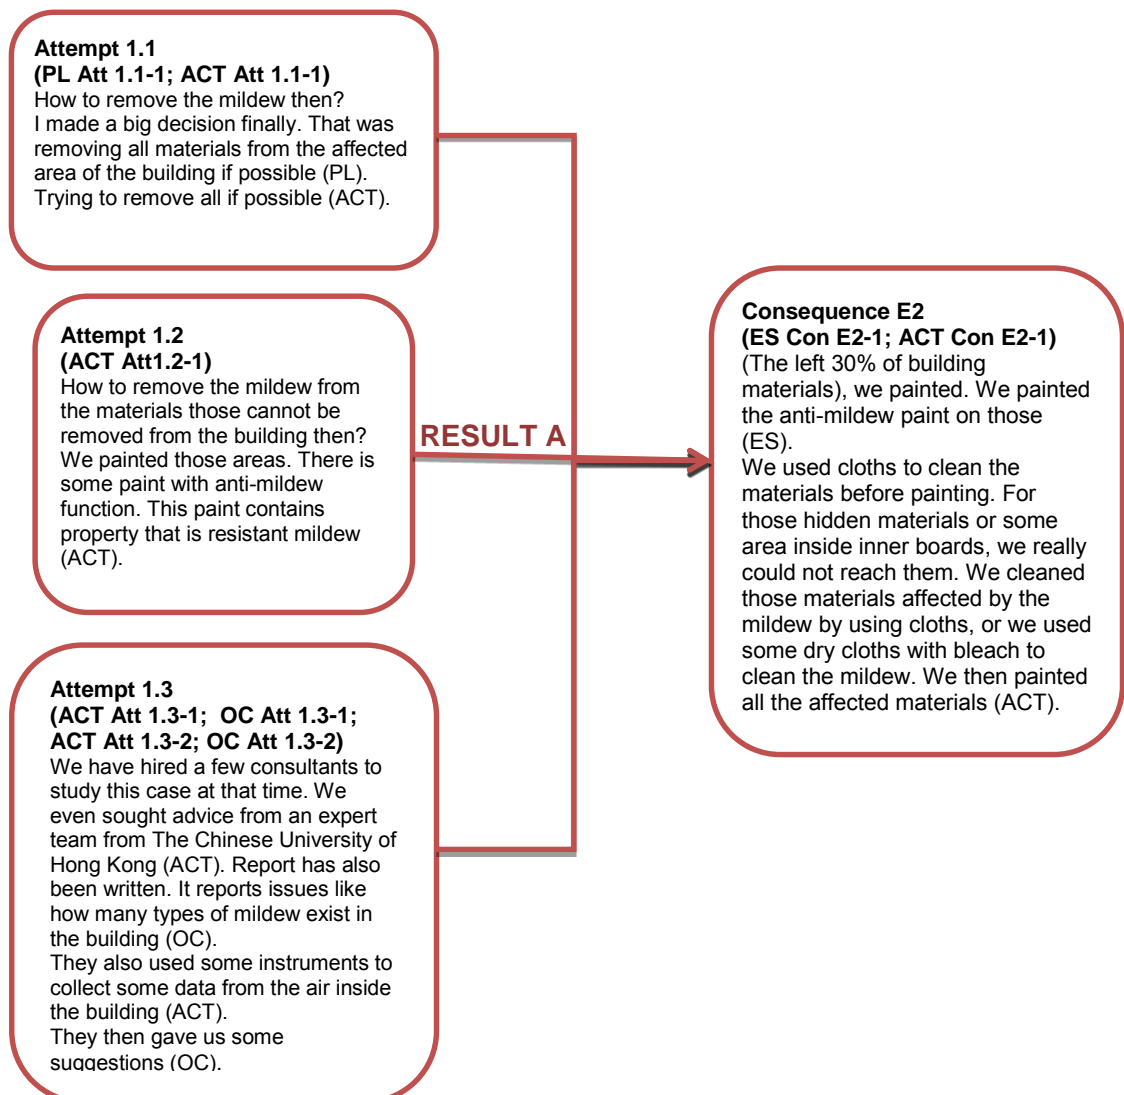 Attempt 1.1
(PL Att 1.1-1; ACT Att 1.1-1)
How to remove the mildew then?
I made a big decision finally. That was
removing all materials from the affected
area of the building if possible (PL).
Trying to remove all if possible (ACT).
Attempt 1.2
(ACT Att1.2-1)
How to remove the mildew from
the materials those cannot be
removed from the building then?
We painted those areas. There is
some paint with anti-mildew
function. This paint contains
property that is resistant mildew
(ACT).
Attempt 1.3
(ACT Att 1.3-1;  OC Att 1.3-1;
ACT Att 1.3-2; OC Att 1.3-2)
We have hired a few consultants to
study this case at that time. We
even sought advice from an expert
team from The Chinese University of
Hong Kong (ACT). Report has also
been written. It reports issues like
how many types of mildew exist in
the building (OC).
They also used some instruments to
collect some data from the air inside
the building (ACT).
They then gave us some
suggestions (OC).
RESULT A
Consequence E2
(ES Con E2-1; ACT Con E2-1)
(The left 30% of building
materials), we painted. We painted
the anti-mildew paint on those
(ES).
We used cloths to clean the
materials before painting. For
those hidden materials or some
area inside inner boards, we really
could not reach them. We cleaned
those materials affected by the
mildew by using cloths, or we used
some dry cloths with bleach to
clean the mildew. We then painted
all the affected materials (ACT).